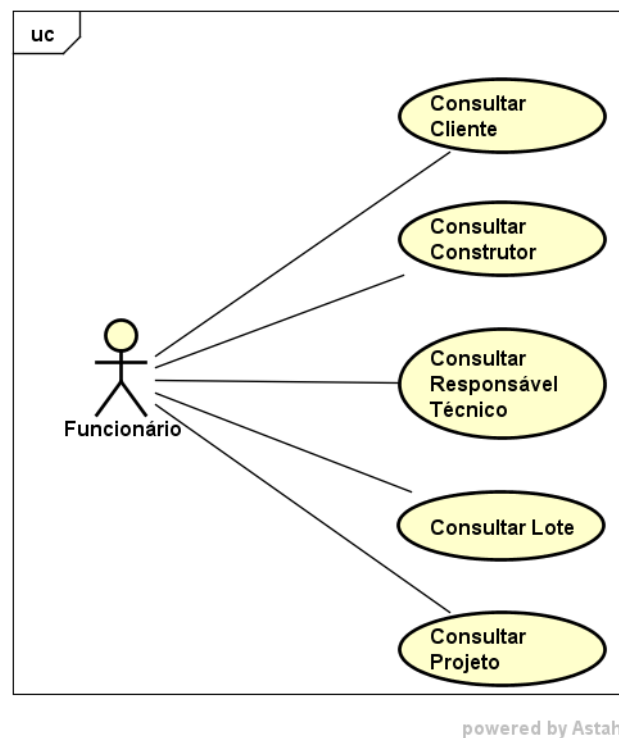 uc
Consultar
Cliente
Consultar
Construtor
Consultar
Responsável
Técnico
Funcionário
Consultar Lote
Consultar
Projeto
powered by Astah